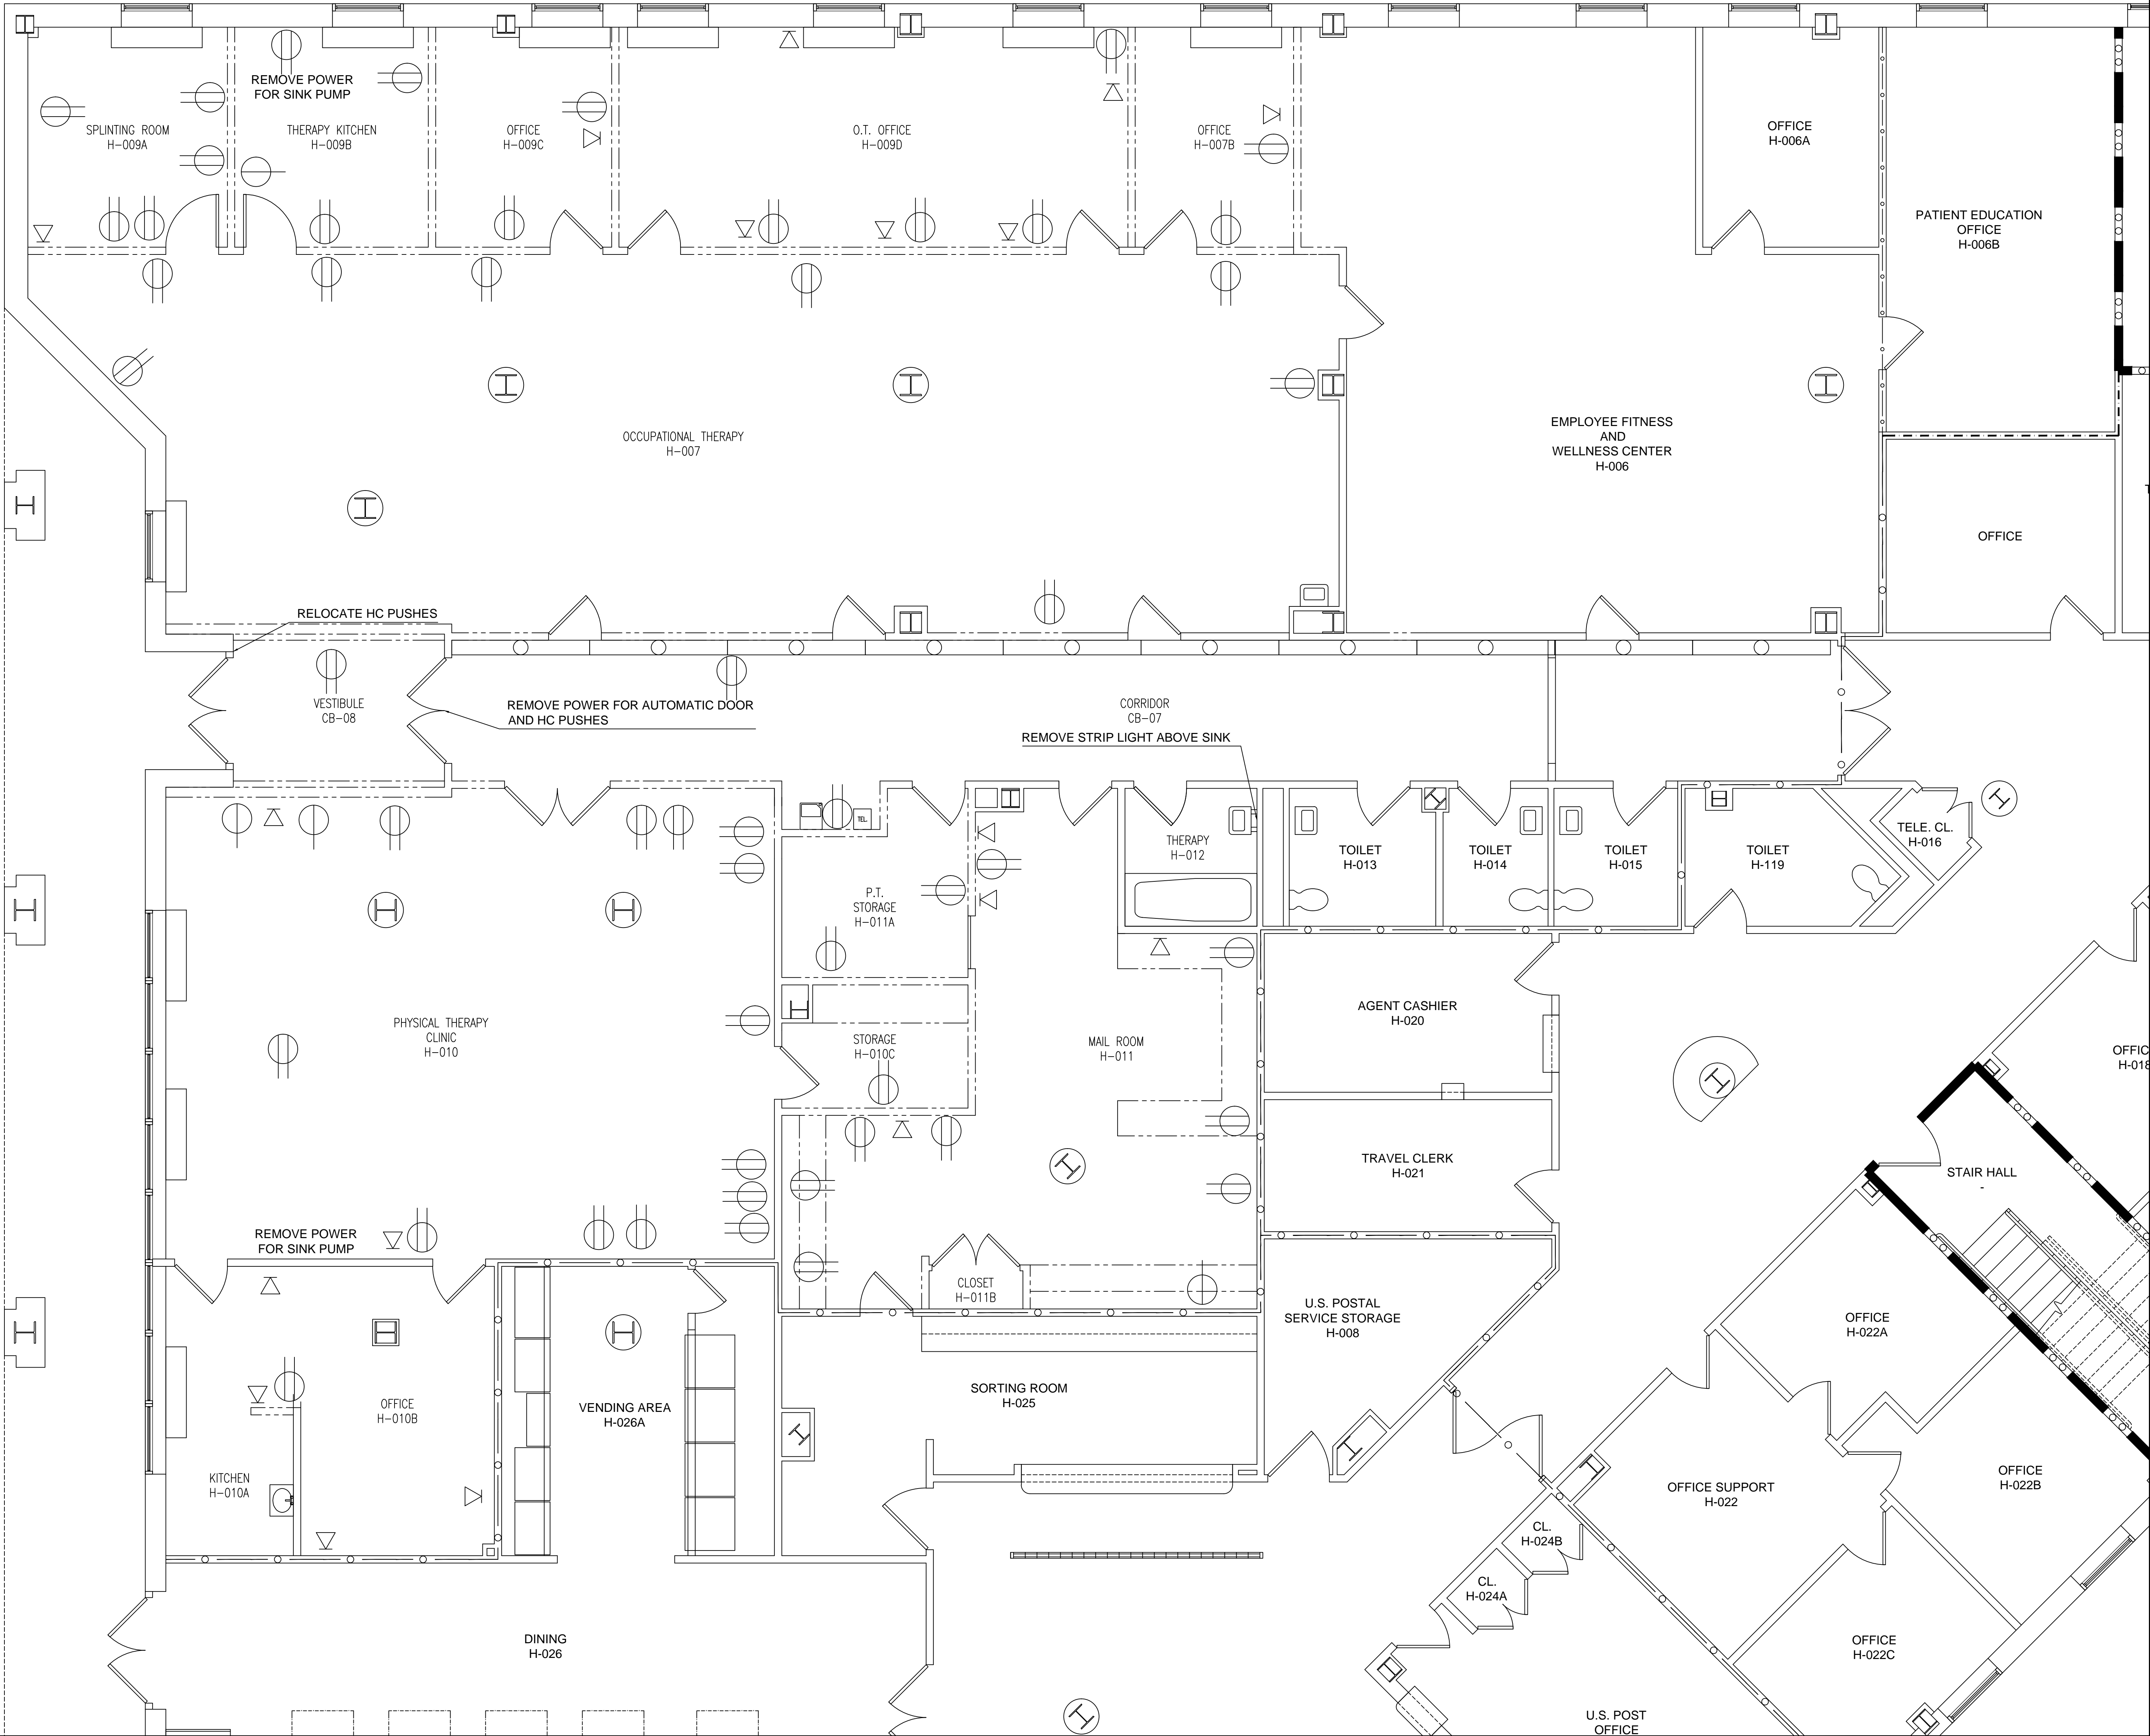 REMOVE POWER
FOR SINK PUMP
SPLINTING ROOM
H-009A
THERAPY KITCHEN
H-009B
OFFICE
H-009C
O.T. OFFICE
H-009D
OFFICE
H-007B
OFFICE
H-006A
PATIENT EDUCATION
OFFICE
H-006B
OCCUPATIONAL THERAPY
H-007
EMPLOYEE FITNESS
AND
WELLNESS CENTER
H-006
OFFICE
RELOCATE HC PUSHES
VESTIBULE
CB-08
REMOVE POWER FOR AUTOMATIC DOOR
AND HC PUSHES
CORRIDOR
CB-07
REMOVE STRIP LIGHT ABOVE SINK
TEL.
THERAPY
H-012
TOILET
H-013
TOILET
H-014
TOILET
H-015
TOILET
H-119
TELE. CL.
H-016
P.T.
STORAGE
H-011A
PHYSICAL THERAPY
CLINIC
H-010
STORAGE
H-010C
MAIL ROOM
H-011
AGENT CASHIER
H-020
OFFIC
H-018
TRAVEL CLERK
H-021
STAIR HALL
-
REMOVE POWER
FOR SINK PUMP
CLOSET
H-011B
U.S. POSTAL
SERVICE STORAGE
H-008
OFFICE
H-022A
OFFICE
H-010B
VENDING AREA
H-026A
SORTING ROOM
H-025
KITCHEN
H-010A
OFFICE SUPPORT
H-022
OFFICE
H-022B
CL.
H-024B
CL.
H-024A
DINING
H-026
OFFICE
H-022C
U.S. POST
OFFICE